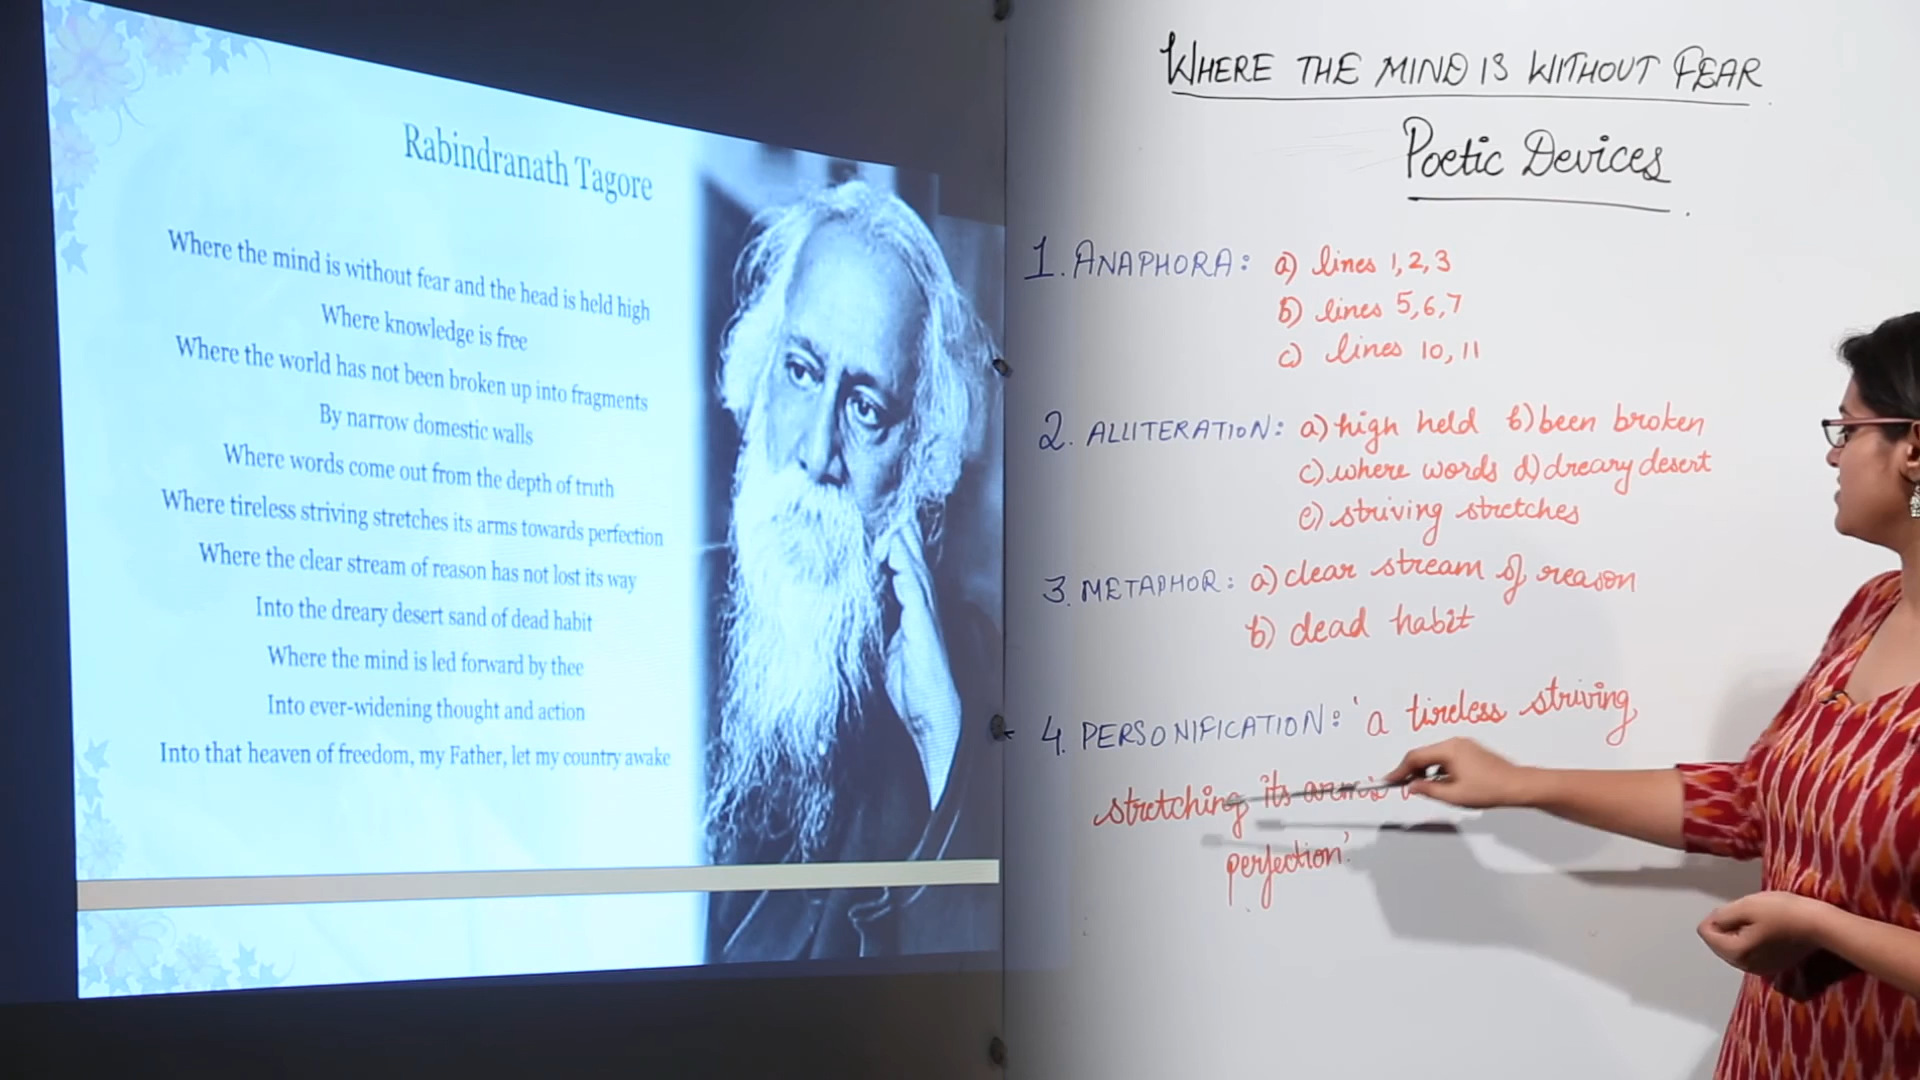 Rabindranath Tagore
Where the mind is without fear and the head is held high
Where knowledge is free
Where the world has not been broken up into fragments
By narrow domestic walls
Where words come out from the depth of truth
Where tireless striving stretches its arms towards perfection
Where the clear stream of reason has not lost its way
Into the dreary desert sand of dead habit
Where the mind is led forward by thee
Into ever-widening thought and action
Into that heaven of freedom, my Father, let my country awake
WHERE THE MIND IS WITHOUT FEAR
Poetic Devices
1. ANAPHORA: a) lines 1, 2, 3
b) lines 5, 6, 7
c) lines 10, 11
2. ALLITERATION: a) high held b) been broken
c) where words d) dreary desert
e) striving stretches
3. METAPHOR: a) clear stream of reason
b) dead habit
4. PERSONIFICATION: 'a tireless striving,
stretching its arms
perfection'